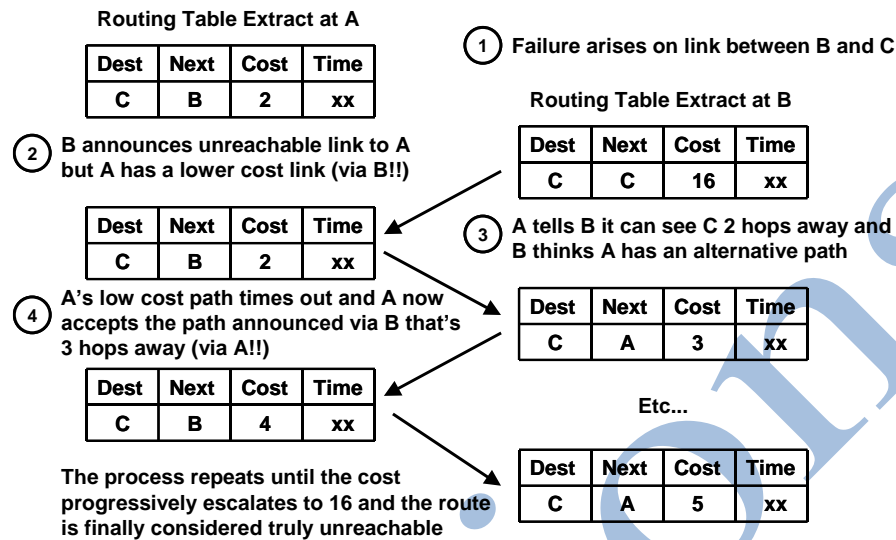 Routing Table Extract at A
Dest Next Cost Time
C B 2 xx
1 Failure arises on link between B and C
Routing Table Extract at B
Dest Next Cost Time
C C 16 xx
2 B announces unreachable link to A
but A has a lower cost link (via B!!)
Dest Next Cost Time
C B 2 xx
3 A tells B it can see C 2 hops away and
B thinks A has an alternative path
Dest Next Cost Time
C A 3 xx
4 A's low cost path times out and A now
accepts the path announced via B that's
3 hops away (via A!!)
Dest Next Cost Time
C B 4 xx
Etc...
Dest Next Cost Time
C A 5 xx
The process repeats until the cost
progressively escalates to 16 and the route
is finally considered truly unreachable